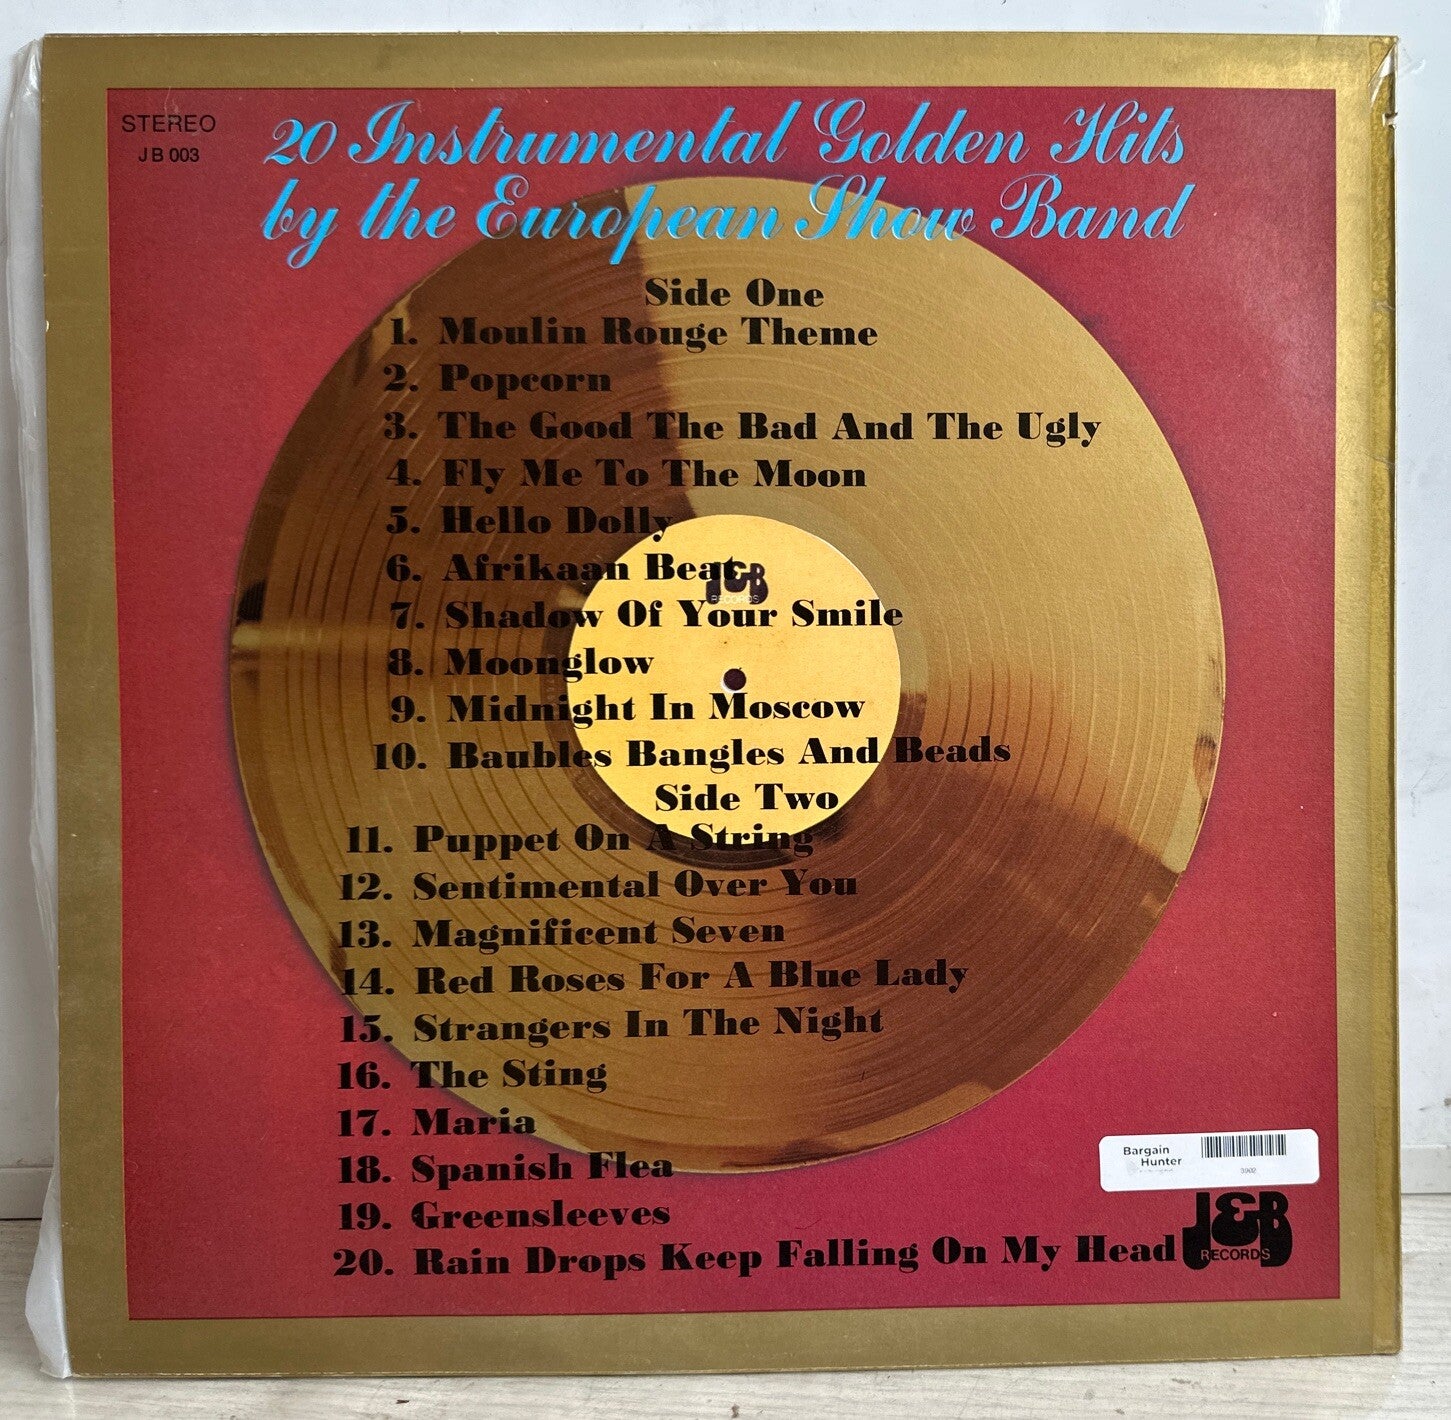 STEREO
JB 003
20 Instrumental Golden Hits
by the European Show Band
Side One
1. Moulin Rouge Theme
2. Popcorn
3. The Good The Bad And The Ugly
4. Fly Me To The Moon
5. Hello Dolly
6. Afrikaan Beat
J&B
RECORDS
7. Shadow Of Your Smile
8. Moonglow
9. Midnight In Moscow
10. Baubles Bangles And Beads
Side Two
11. Puppet On A String
12. Sentimental Over You
13. Magnificent Seven
14. Red Roses For A Blue Lady
15. Strangers In The Night
16. The Sting
17. Maria
18. Spanish Flea
19. Greensleeves
20. Rain Drops Keep Falling On My Head
Bargain
Hunter
3902
J&B
RECORDS